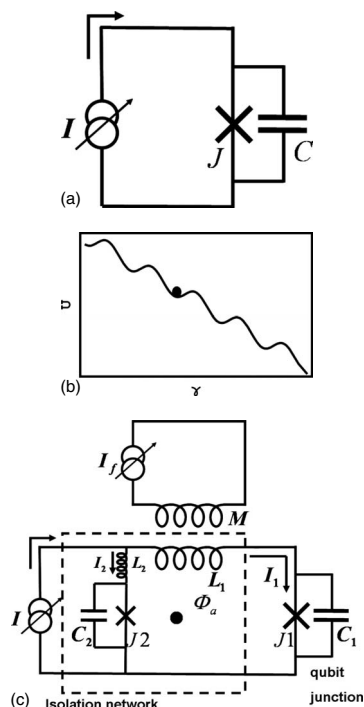 I
J
C
(a)
U
γ
(b)
I_f
M
I
I_2
L_2
L_1
I_1
C_2
J2
Φ_a
J1
C_1
(c)
Isolation network
qubit
junction